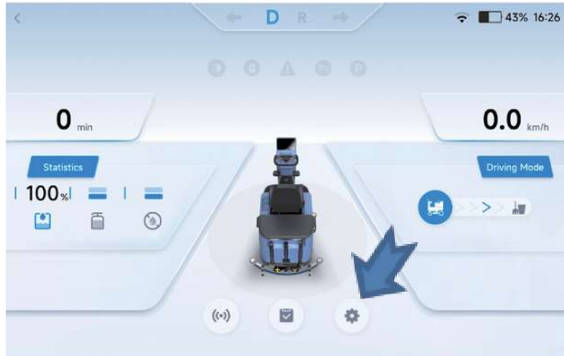 D R
43% 16:26
0 min
0.0 km/h
Statistics
Driving Mode
100%